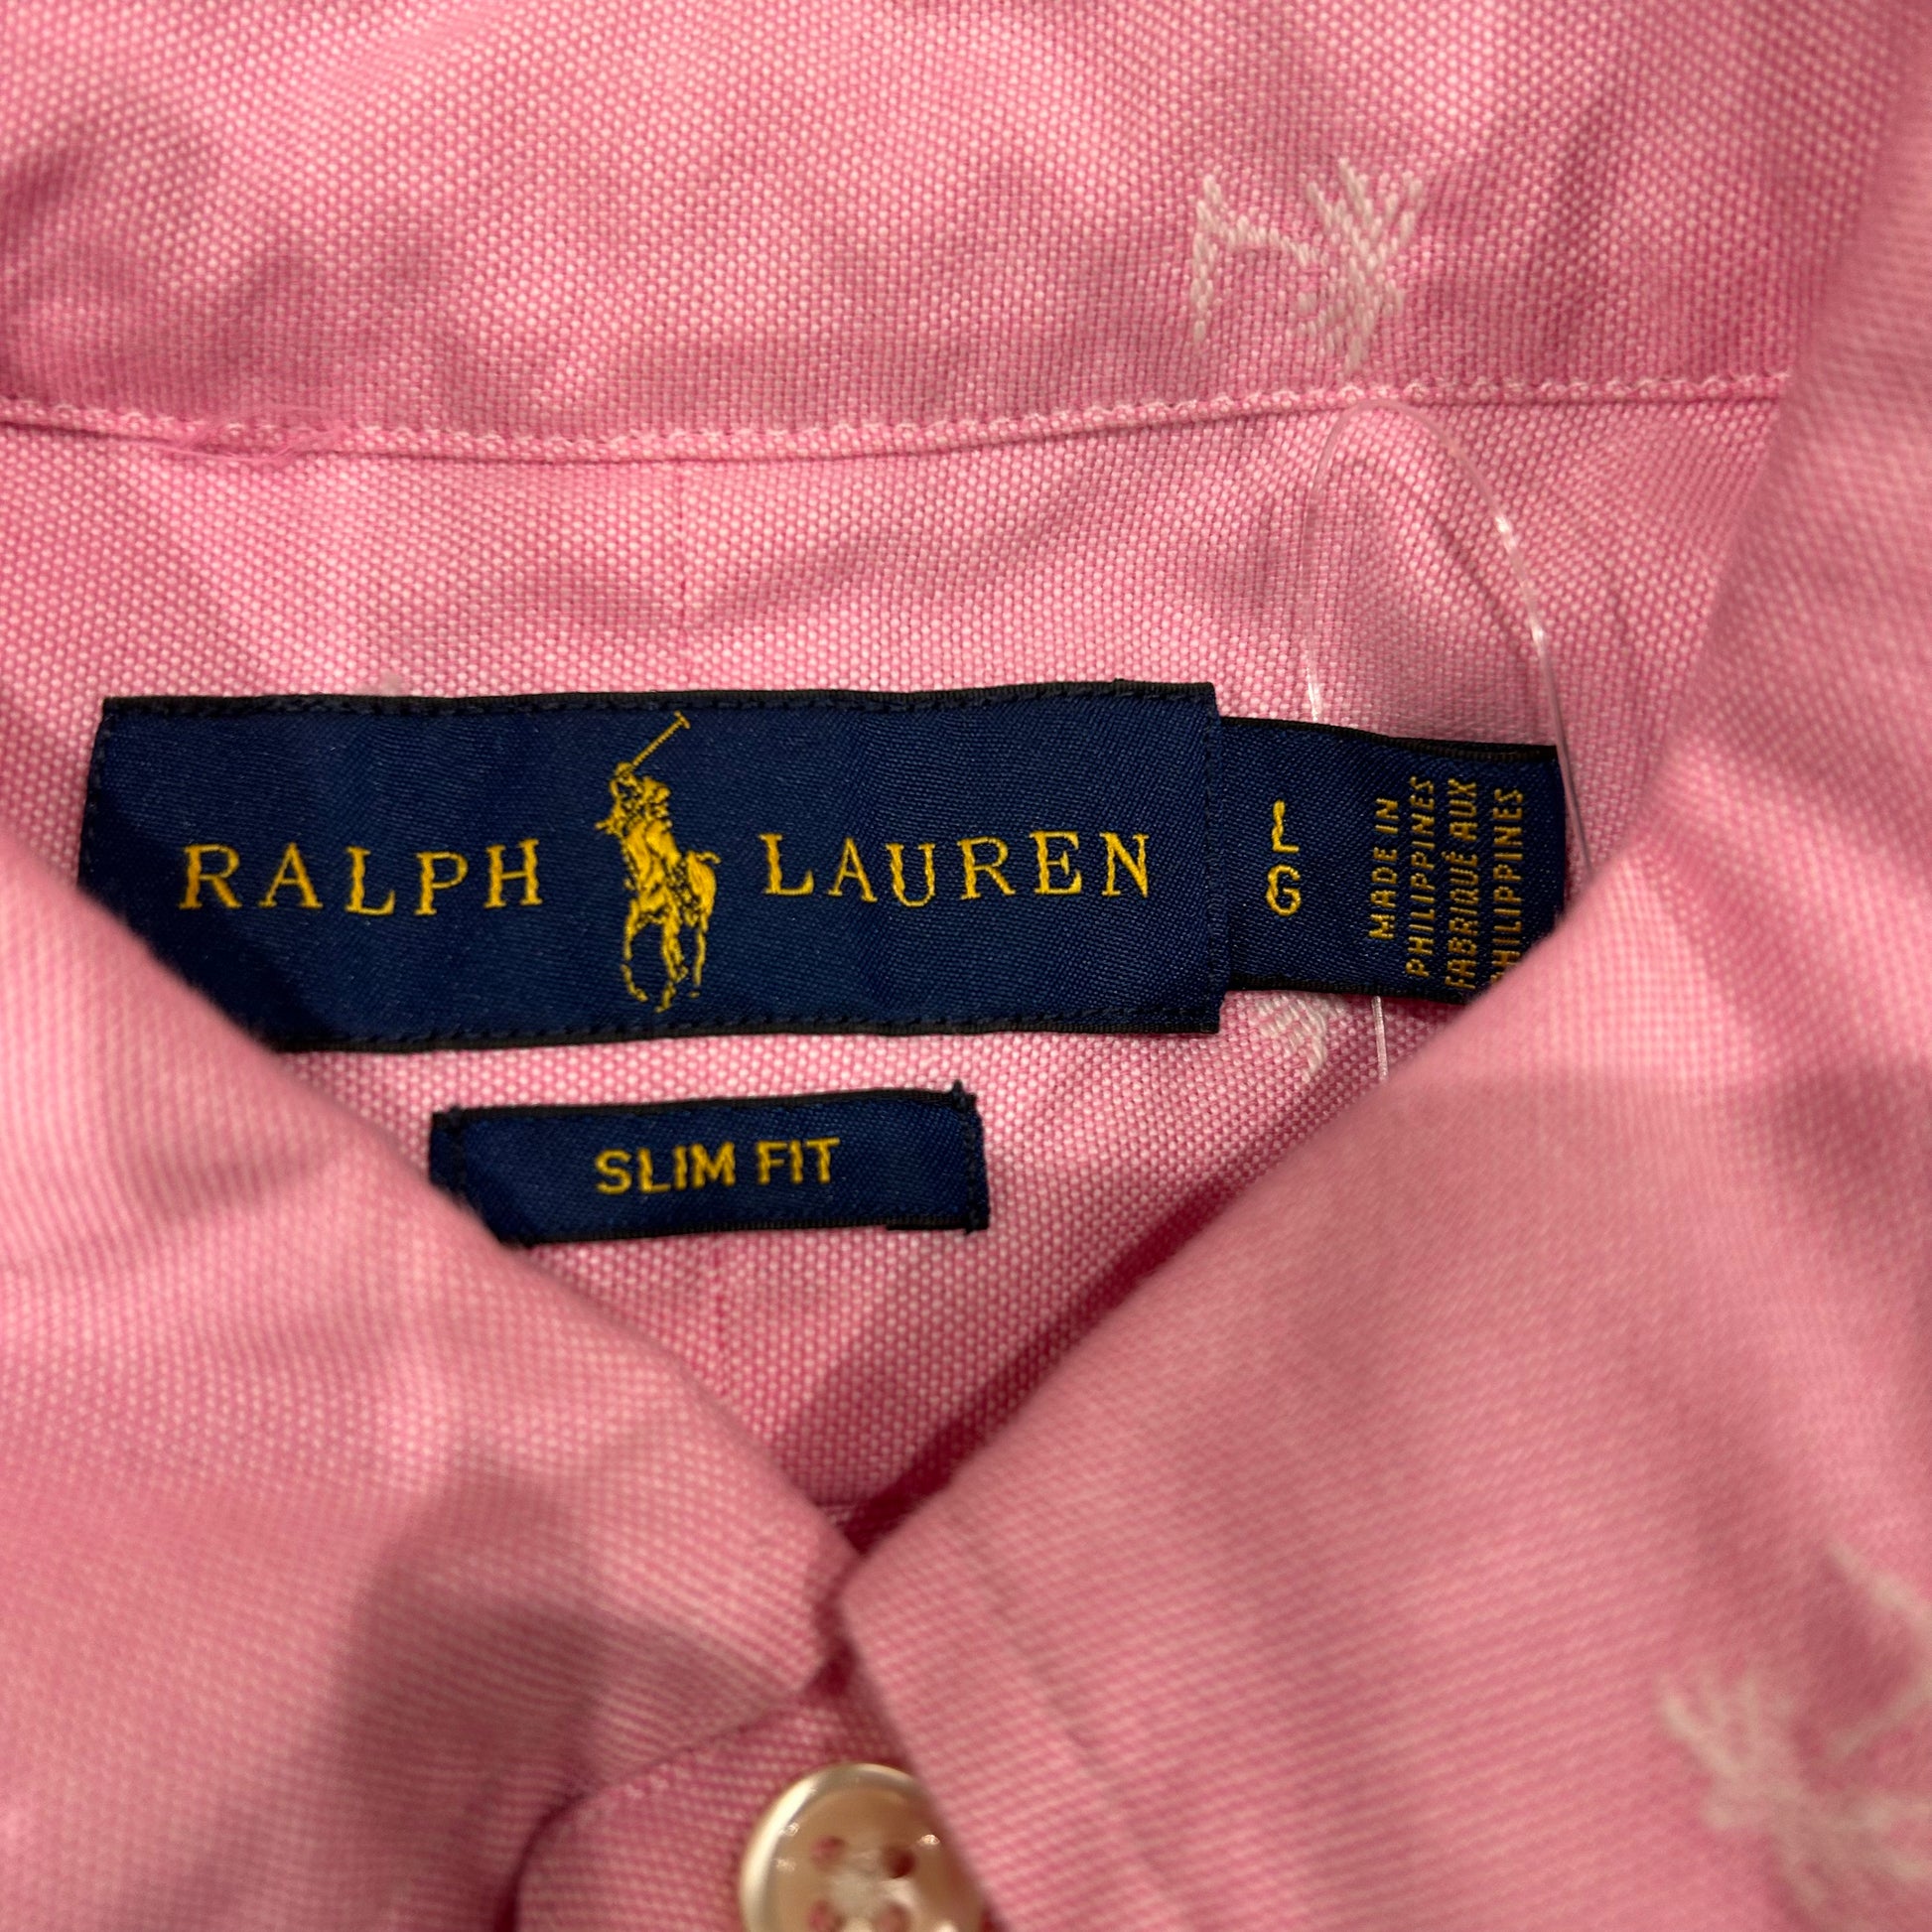 RALPH LAUREN
L
G
MADE IN
PHILIPPINES
FABRIQUÉ AUX
PHILIPPINES
SLIM FIT